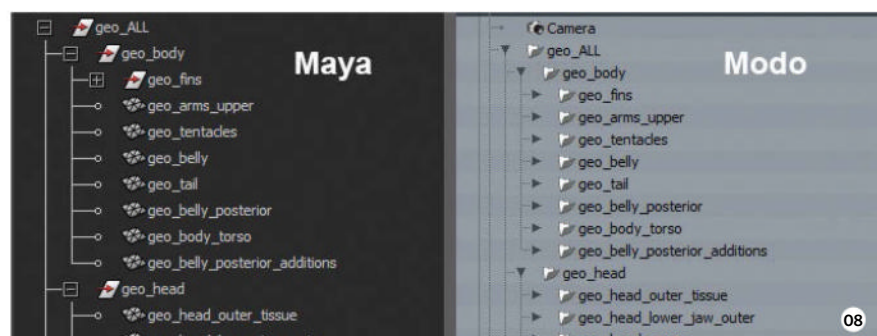 Maya
geo_ALL
geo_body
geo_fins
geo_arms_upper
geo_tentacles
geo_belly
geo_tail
geo_belly_posterior
geo_body_torso
geo_belly_posterior_additions
geo_head
geo_head_outer_tissue
Modo
Camera
geo_ALL
geo_body
geo_fins
geo_arms_upper
geo_tentacles
geo_belly
geo_tail
geo_belly_posterior
geo_body_torso
geo_belly_posterior_additions
geo_head
geo_head_outer_tissue
geo_head_lower_jaw_outer
08